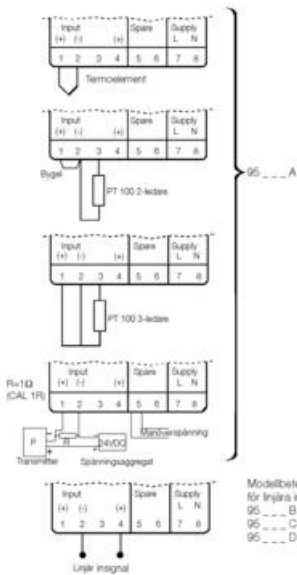 Input Spare Supply
(+) (-) (+) L N
1 2 3 4 5 6 7 8
Termoelement
Input Spare Supply
(+) (-) (+) L N
1 2 3 4 5 6 7 8
Bygel
PT 100 2-ledare
95 _ _ _ A
Input Spare Supply
(+) (-) (+) L N
1 2 3 4 5 6 7 8
PT 100 3-ledare
R=1Ω
(CAL 1R)
Input Spare Supply
(+) (-) (+) L N
1 2 3 4 5 6 7 8
P
R
24VDC
Manöverspänning
Transmitter
Spänningsaggregat
Input Spare Supply
(+) (-) (+) L N
1 2 3 4 5 6 7 8
Linjär insignal
Modellbete
för linjära i
95 _ _ _ B
95 _ _ _ C
95 _ _ _ D